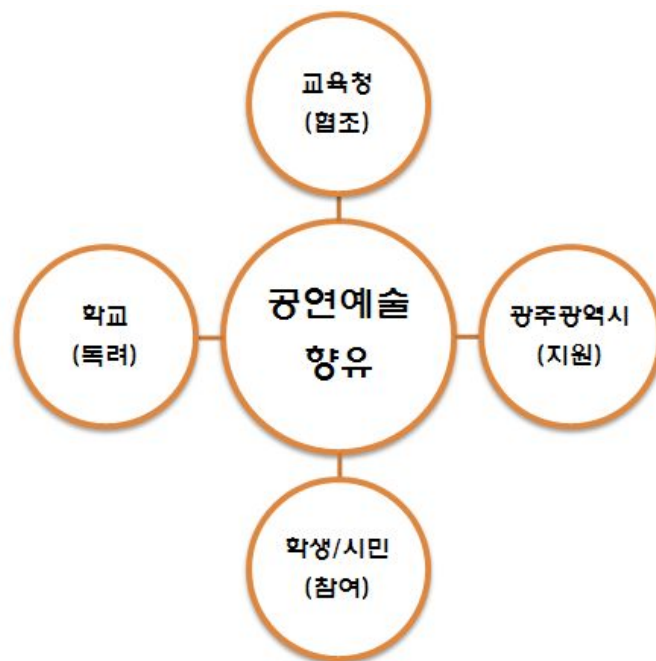 교육청
(협조)
공연예술
향유
학교
(독려)
광주광역시
(지원)
학생/시민
(참여)